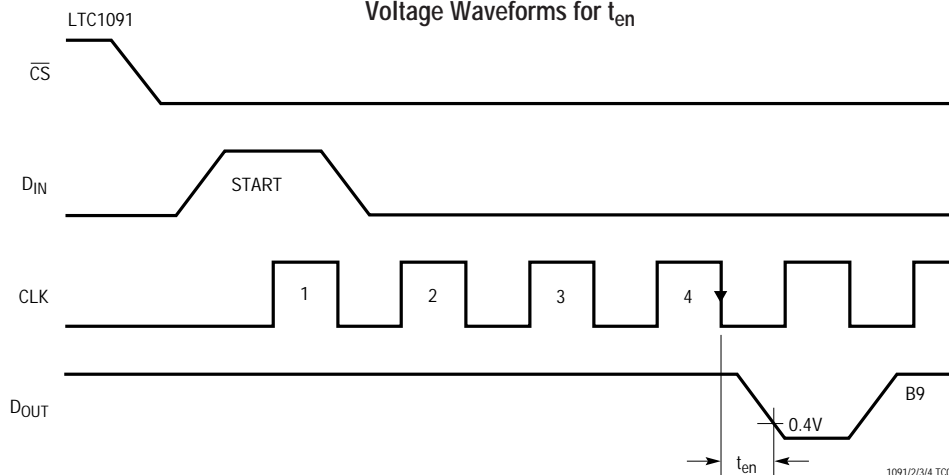 Voltage Waveforms for ten
LTC1091
CS
DIN
START
CLK
1
2
3
4
DOUT
B9
0.4V
ten